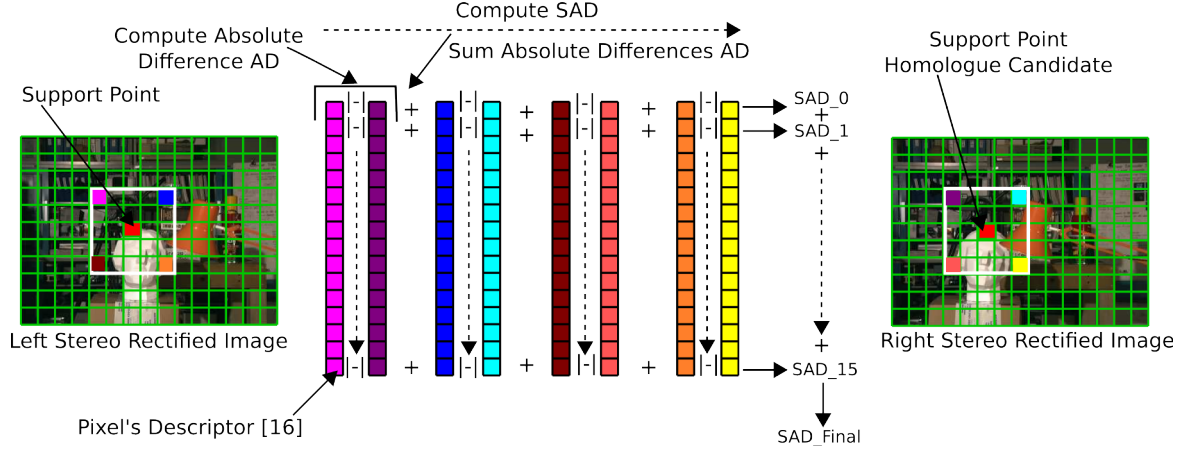 Compute SAD
Compute Absolute
Difference AD
Sum Absolute Differences AD
Support Point
Homologue Candidate
Support Point
|-| |-| |-| |-|
+ + + +
SAD_0
+
|-| |-| |-| |-|
+ + + +
SAD_1
+
Left Stereo Rectified Image
Right Stereo Rectified Image
+
|-| + |-| + |-| + |-|
SAD_15
Pixel's Descriptor [16]
SAD_Final